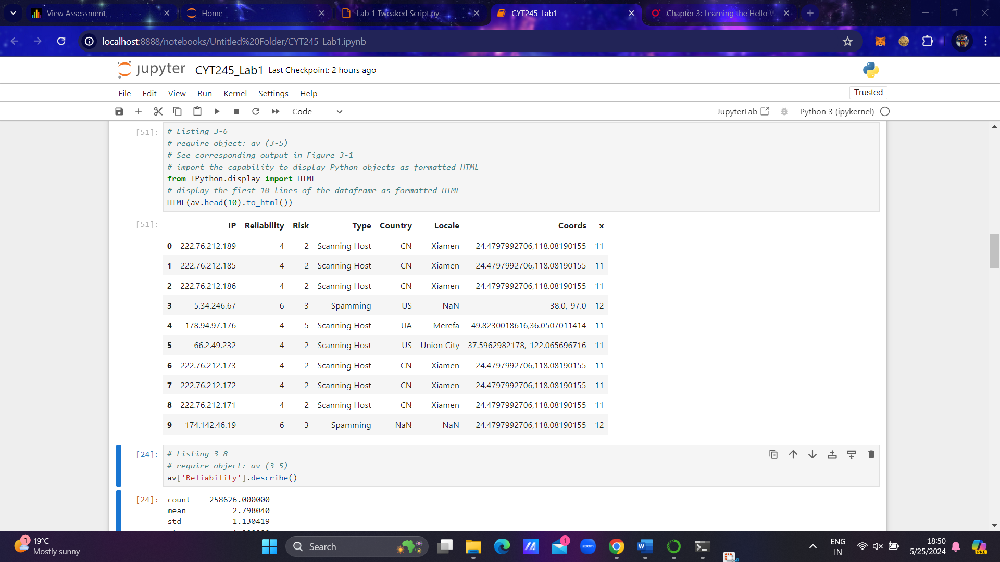 View Assessment
Home
Lab 1 Tweaked Script.py
CYT245_Lab1
Chapter 3: Learning the Hello W
localhost:8888/notebooks/Untitled%20Folder/CYT245_Lab1.ipynb
jupyter CYT245_Lab1 Last Checkpoint: 2 hours ago
File Edit View Run Kernel Settings Help Trusted
Code JupyterLab Python 3 (ipykernel)
[51]: # Listing 3-6
# require object: av (3-5)
# See corresponding output in Figure 3-1
# import the capability to display Python objects as formatted HTML
from IPython.display import HTML
# display the first 10 lines of the dataframe as formatted HTML
HTML(av.head(10).to_html())
[51]: IP Reliability Risk Type Country Locale Coords x
0 222.76.212.189 4 2 Scanning Host CN Xiamen 24.4797992706,118.08190155 11
1 222.76.212.185 4 2 Scanning Host CN Xiamen 24.4797992706,118.08190155 11
2 222.76.212.186 4 2 Scanning Host CN Xiamen 24.4797992706,118.08190155 11
3 5.34.246.67 6 3 Spamming US NaN 38.0,-97.0 12
4 178.94.97.176 4 5 Scanning Host UA Merefa 49.8230018616,36.0507011414 11
5 66.2.49.232 4 2 Scanning Host US Union City 37.5962982178,-122.065696716 11
6 222.76.212.173 4 2 Scanning Host CN Xiamen 24.4797992706,118.08190155 11
7 222.76.212.172 4 2 Scanning Host CN Xiamen 24.4797992706,118.08190155 11
8 222.76.212.171 4 2 Scanning Host CN Xiamen 24.4797992706,118.08190155 11
9 174.142.46.19 6 3 Spamming NaN NaN 24.4797992706,118.08190155 12
[24]: # Listing 3-8
# require object: av (3-5)
av['Reliability'].describe()
[24]: count 258626.000000
mean 2.798040
std 1.130419
1 19°C
Mostly sunny
Search
1
zoom
W
ENG
IN
18:50
5/25/2024
PRE